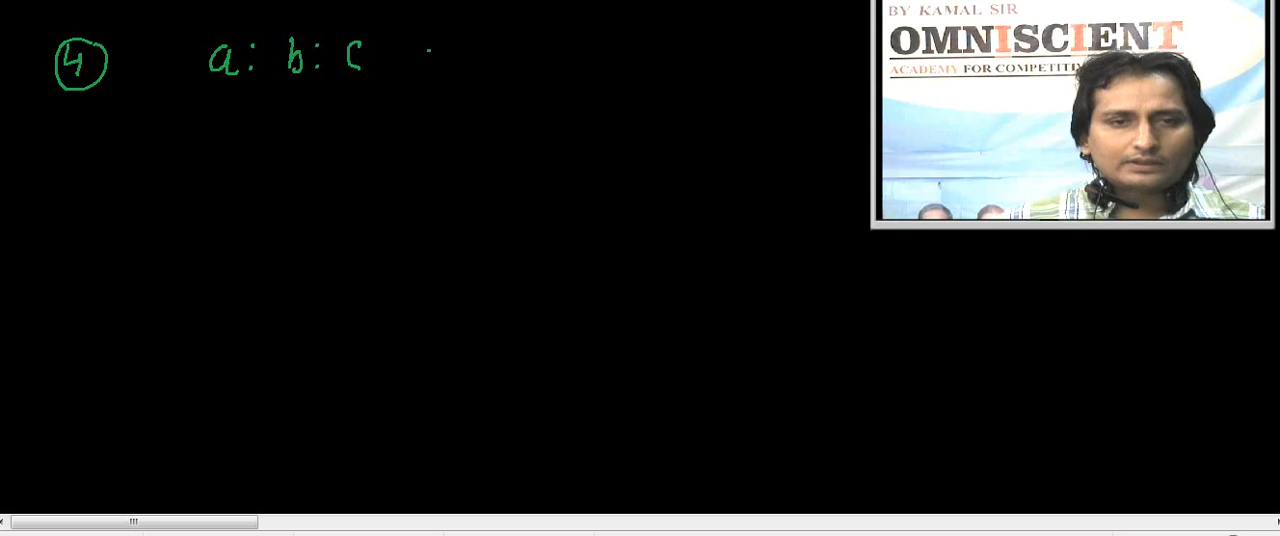 4 a : b : c
BY KAMAL SIR
OMNISCIENT
ACADEMY FOR COMPETITI